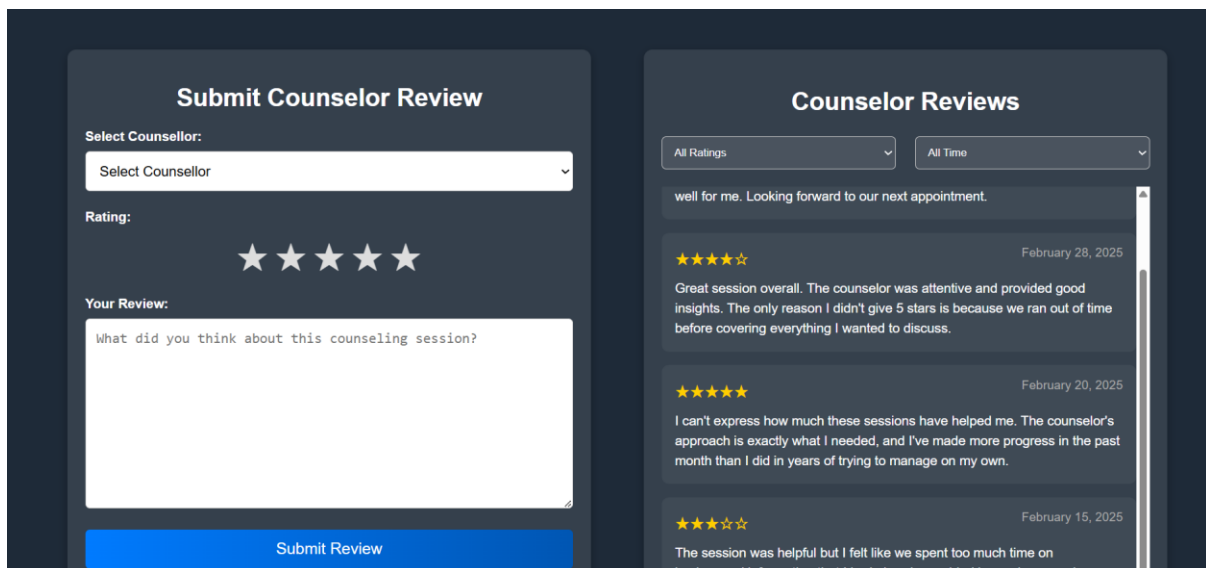 Submit Counselor Review
Select Counsellor:
Select Counsellor
Rating:
★★★★★
Your Review:
What did you think about this counseling session?
Submit Review
Counselor Reviews
All Ratings
All Time
well for me. Looking forward to our next appointment.
★★★★☆
February 28, 2025
Great session overall. The counselor was attentive and provided good
insights. The only reason I didn't give 5 stars is because we ran out of time
before covering everything I wanted to discuss.
★★★★★
February 20, 2025
I can't express how much these sessions have helped me. The counselor's
approach is exactly what I needed, and I've made more progress in the past
month than I did in years of trying to manage on my own.
★★★☆☆
February 15, 2025
The session was helpful but I felt like we spent too much time on